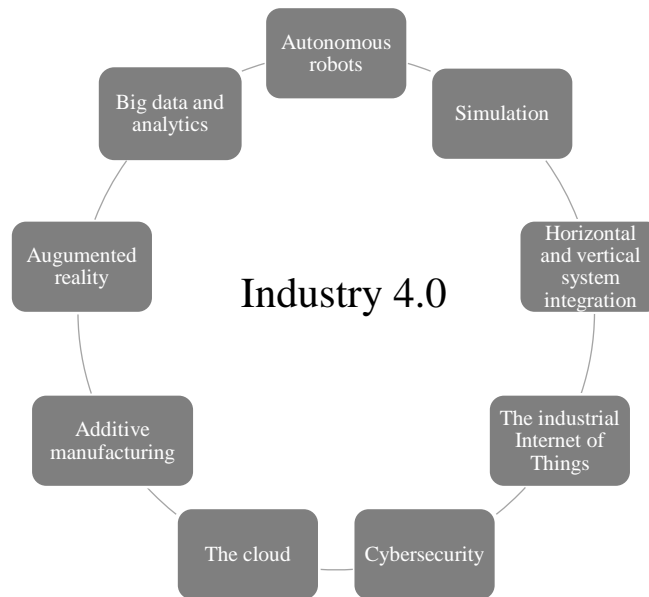 Autonomous
robots
Simulation
Horizontal
and vertical
system
integration
The industrial
Internet of
Things
Cybersecurity
The cloud
Additive
manufacturing
Augumented
reality
Big data and
analytics
Industry 4.0